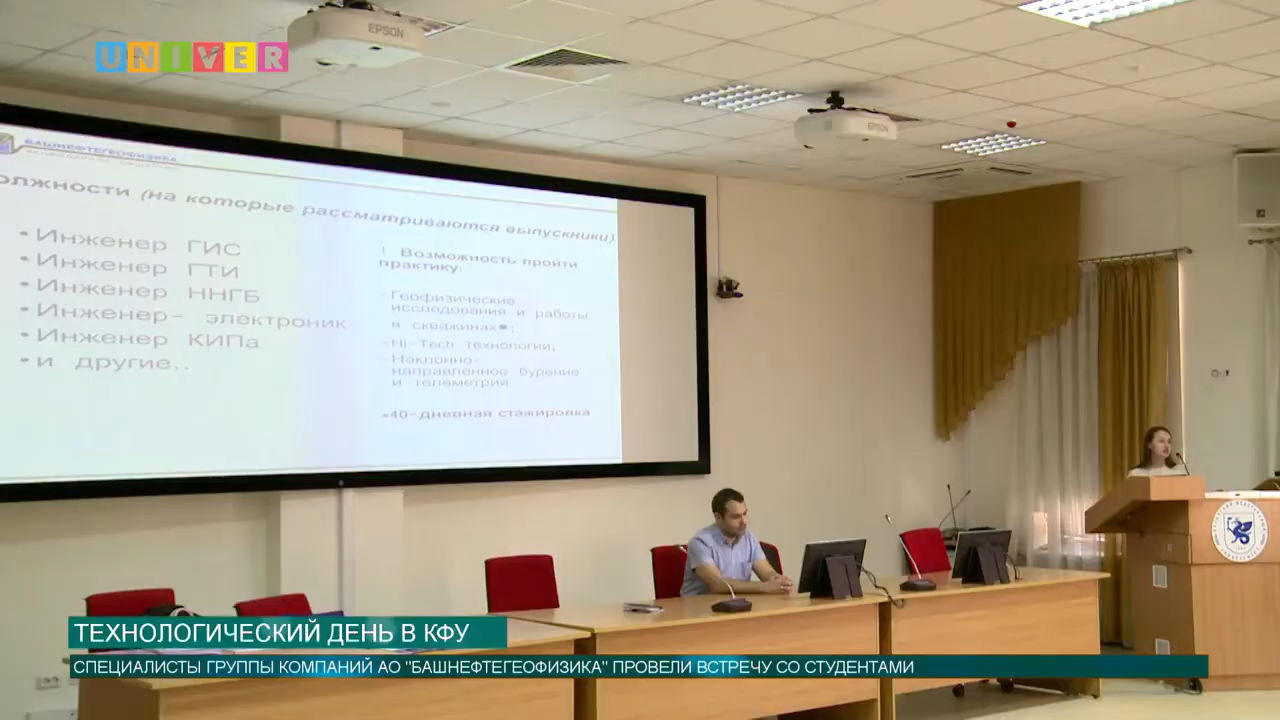 UNIVER
EPSON
EPSON
БАШНЕФТЕГЕОФИЗИКА
олжности (на которые рассматриваются выпускники)
•Инженер ГИС
•Инженер ГТИ
•Инженер ННГБ
•Инженер- электроник
•Инженер КИПа
•и другие..
Возможность пройти
практику:
-Геофизические
исследования и работы
в скважинах ;
-Hi-Tech технологии;
-Наклонно-
направленное бурение
и телеметрия
•40-дневная стажировка
ТЕХНОЛОГИЧЕСКИЙ ДЕНЬ В КФУ
СПЕЦИАЛИСТЫ ГРУППЫ КОМПАНИЙ АО "БАШНЕФТЕГЕОФИЗИКА" ПРОВЕЛИ ВСТРЕЧУ СО СТУДЕНТАМИ